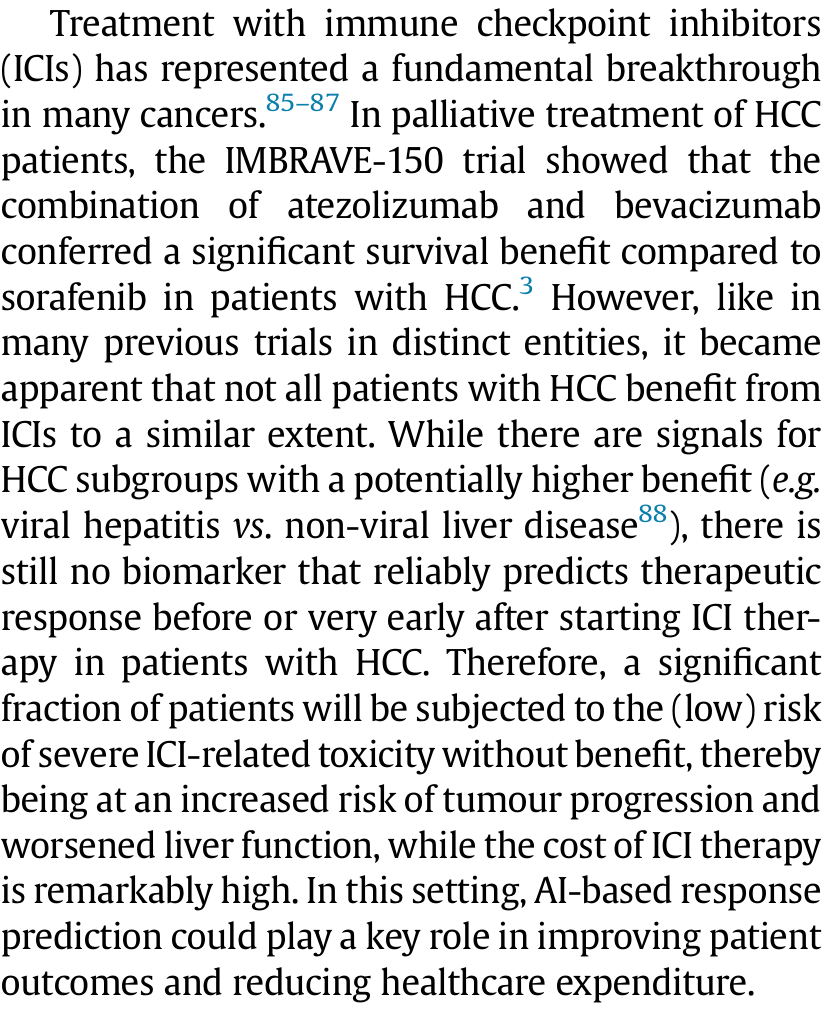 Treatment with immune checkpoint inhibitors
(ICIs) has represented a fundamental breakthrough
in many cancers.85–87 In palliative treatment of HCC
patients, the IMBRAVE-150 trial showed that the
combination of atezolizumab and bevacizumab
conferred a significant survival benefit compared to
sorafenib in patients with HCC.3 However, like in
many previous trials in distinct entities, it became
apparent that not all patients with HCC benefit from
ICIs to a similar extent. While there are signals for
HCC subgroups with a potentially higher benefit (e.g.
viral hepatitis vs. non-viral liver disease88), there is
still no biomarker that reliably predicts therapeutic
response before or very early after starting ICI ther-
apy in patients with HCC. Therefore, a significant
fraction of patients will be subjected to the (low) risk
of severe ICI-related toxicity without benefit, thereby
being at an increased risk of tumour progression and
worsened liver function, while the cost of ICI therapy
is remarkably high. In this setting, AI-based response
prediction could play a key role in improving patient
outcomes and reducing healthcare expenditure.